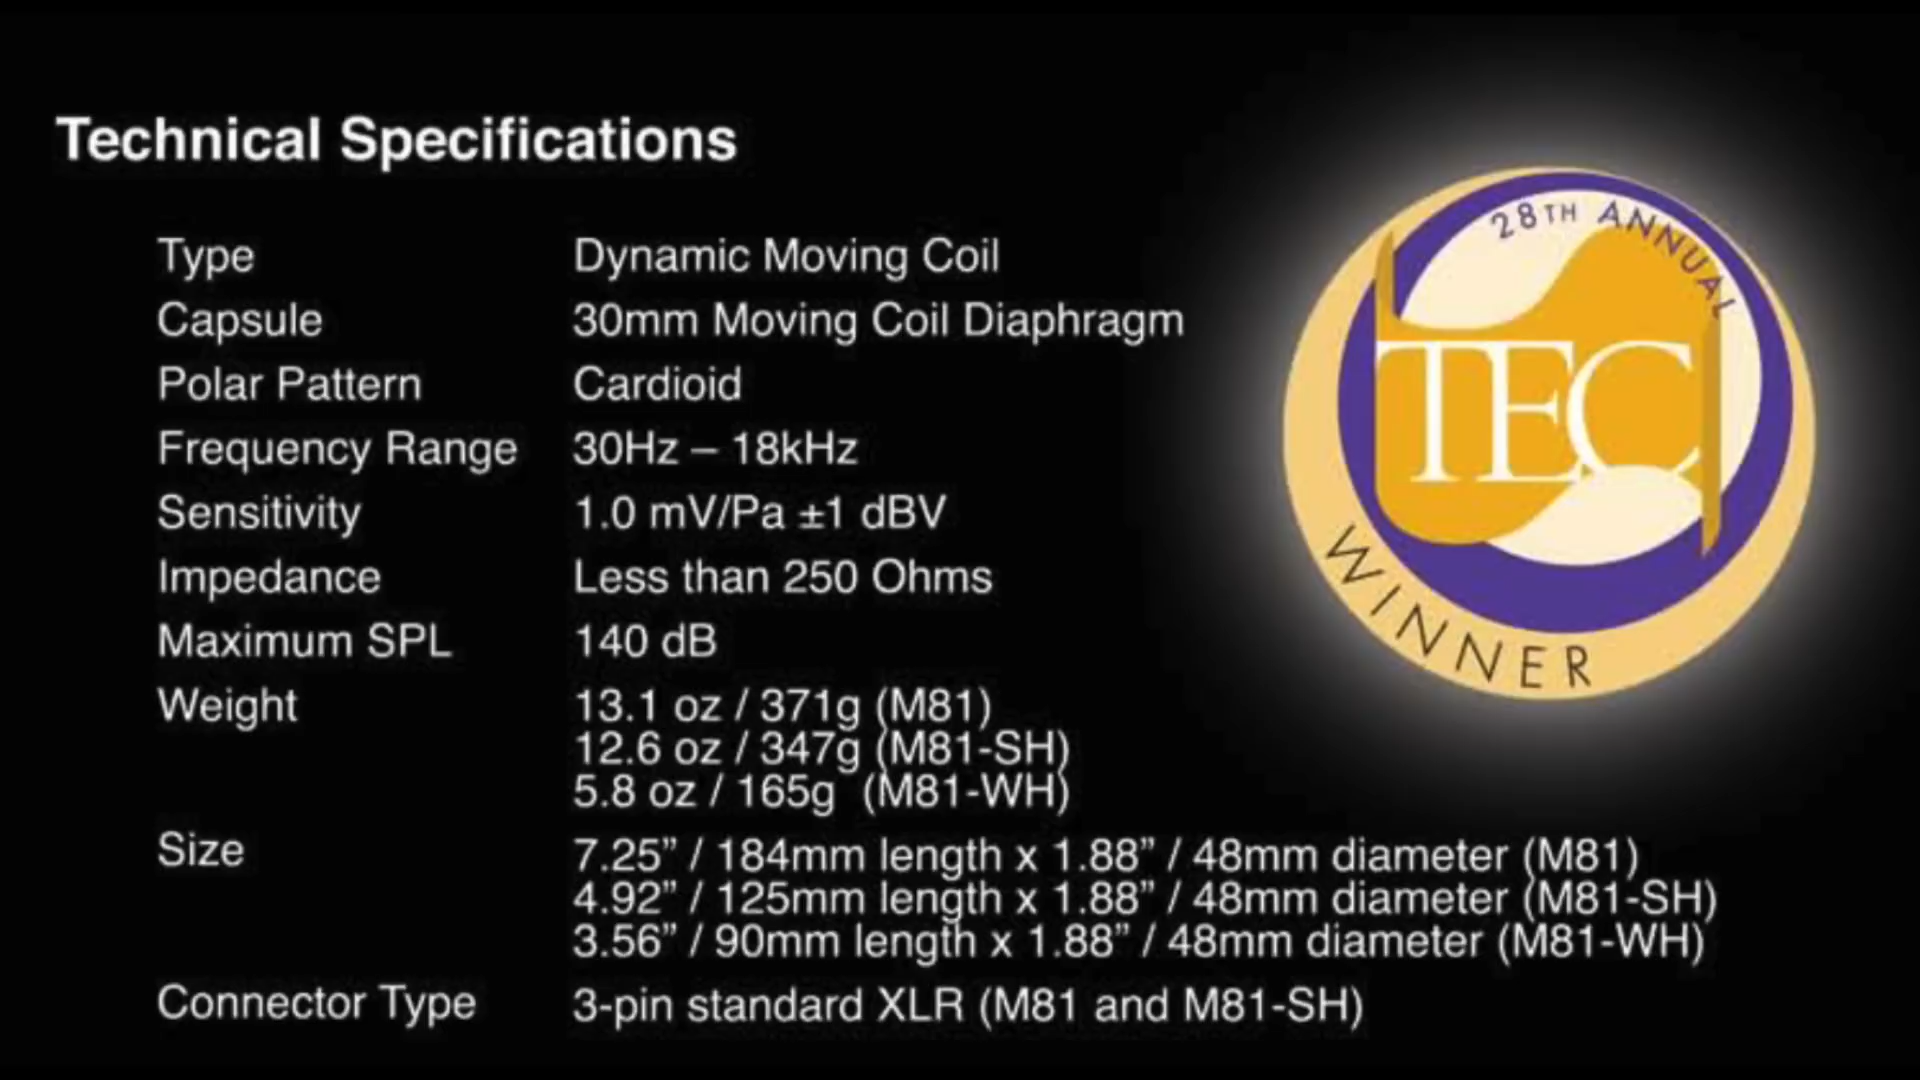 Technical Specifications
Type Dynamic Moving Coil
Capsule 30mm Moving Coil Diaphragm
Polar Pattern Cardioid
Frequency Range 30Hz – 18kHz
Sensitivity 1.0 mV/Pa ±1 dBV
Impedance Less than 250 Ohms
Maximum SPL 140 dB
Weight 13.1 oz / 371g (M81)
12.6 oz / 347g (M81-SH)
5.8 oz / 165g (M81-WH)
Size 7.25” / 184mm length x 1.88” / 48mm diameter (M81)
4.92” / 125mm length x 1.88” / 48mm diameter (M81-SH)
3.56” / 90mm length x 1.88” / 48mm diameter (M81-WH)
Connector Type 3-pin standard XLR (M81 and M81-SH)
28TH ANNUAL
TEC
WINNER